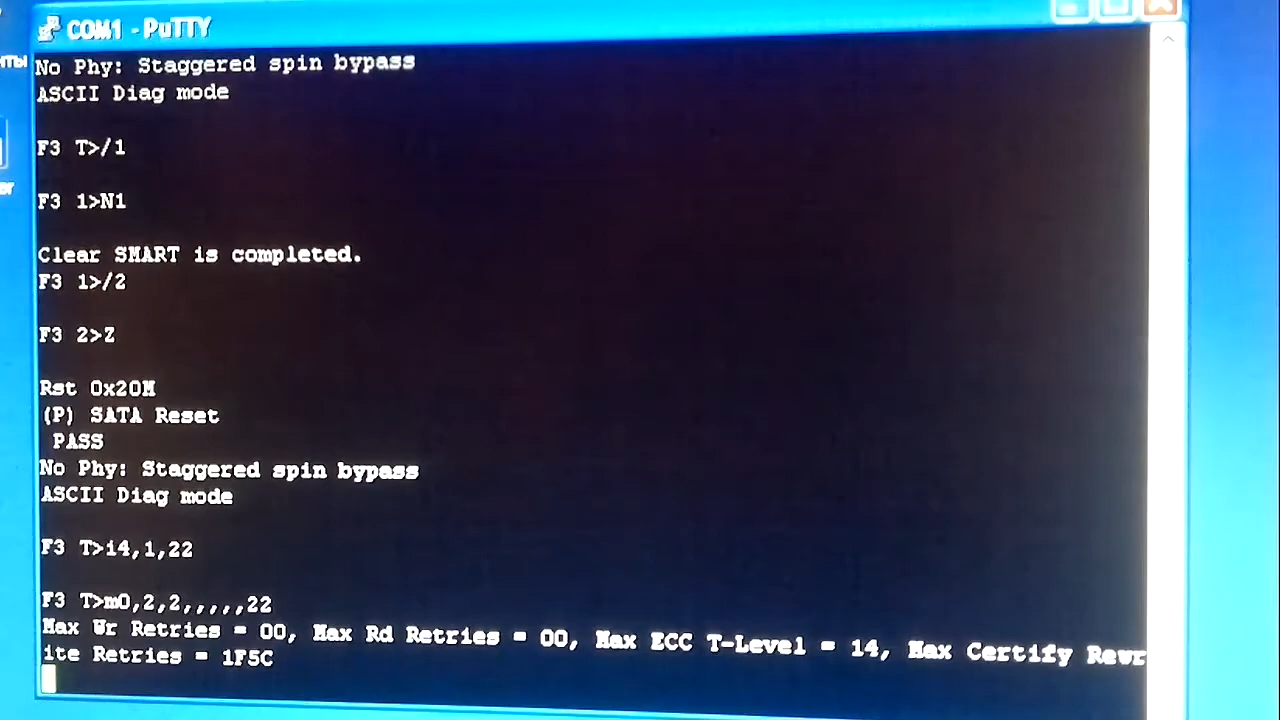 COM1 - PuTTY
No Phy: Staggered spin bypass
ASCII Diag mode
F3 T>/1
F3 1>N1
Clear SMART is completed.
F3 1>/2
F3 2>Z
Rst 0x20M
(P) SATA Reset
PASS
No Phy: Staggered spin bypass
ASCII Diag mode
F3 T>i4,1,22
F3 T>m0,2,2,,,,,22
Max Wr Retries = 00, Max Rd Retries = 00, Max ECC T-Level = 14, Max Certify Rewr
ite Retries = 1F5C